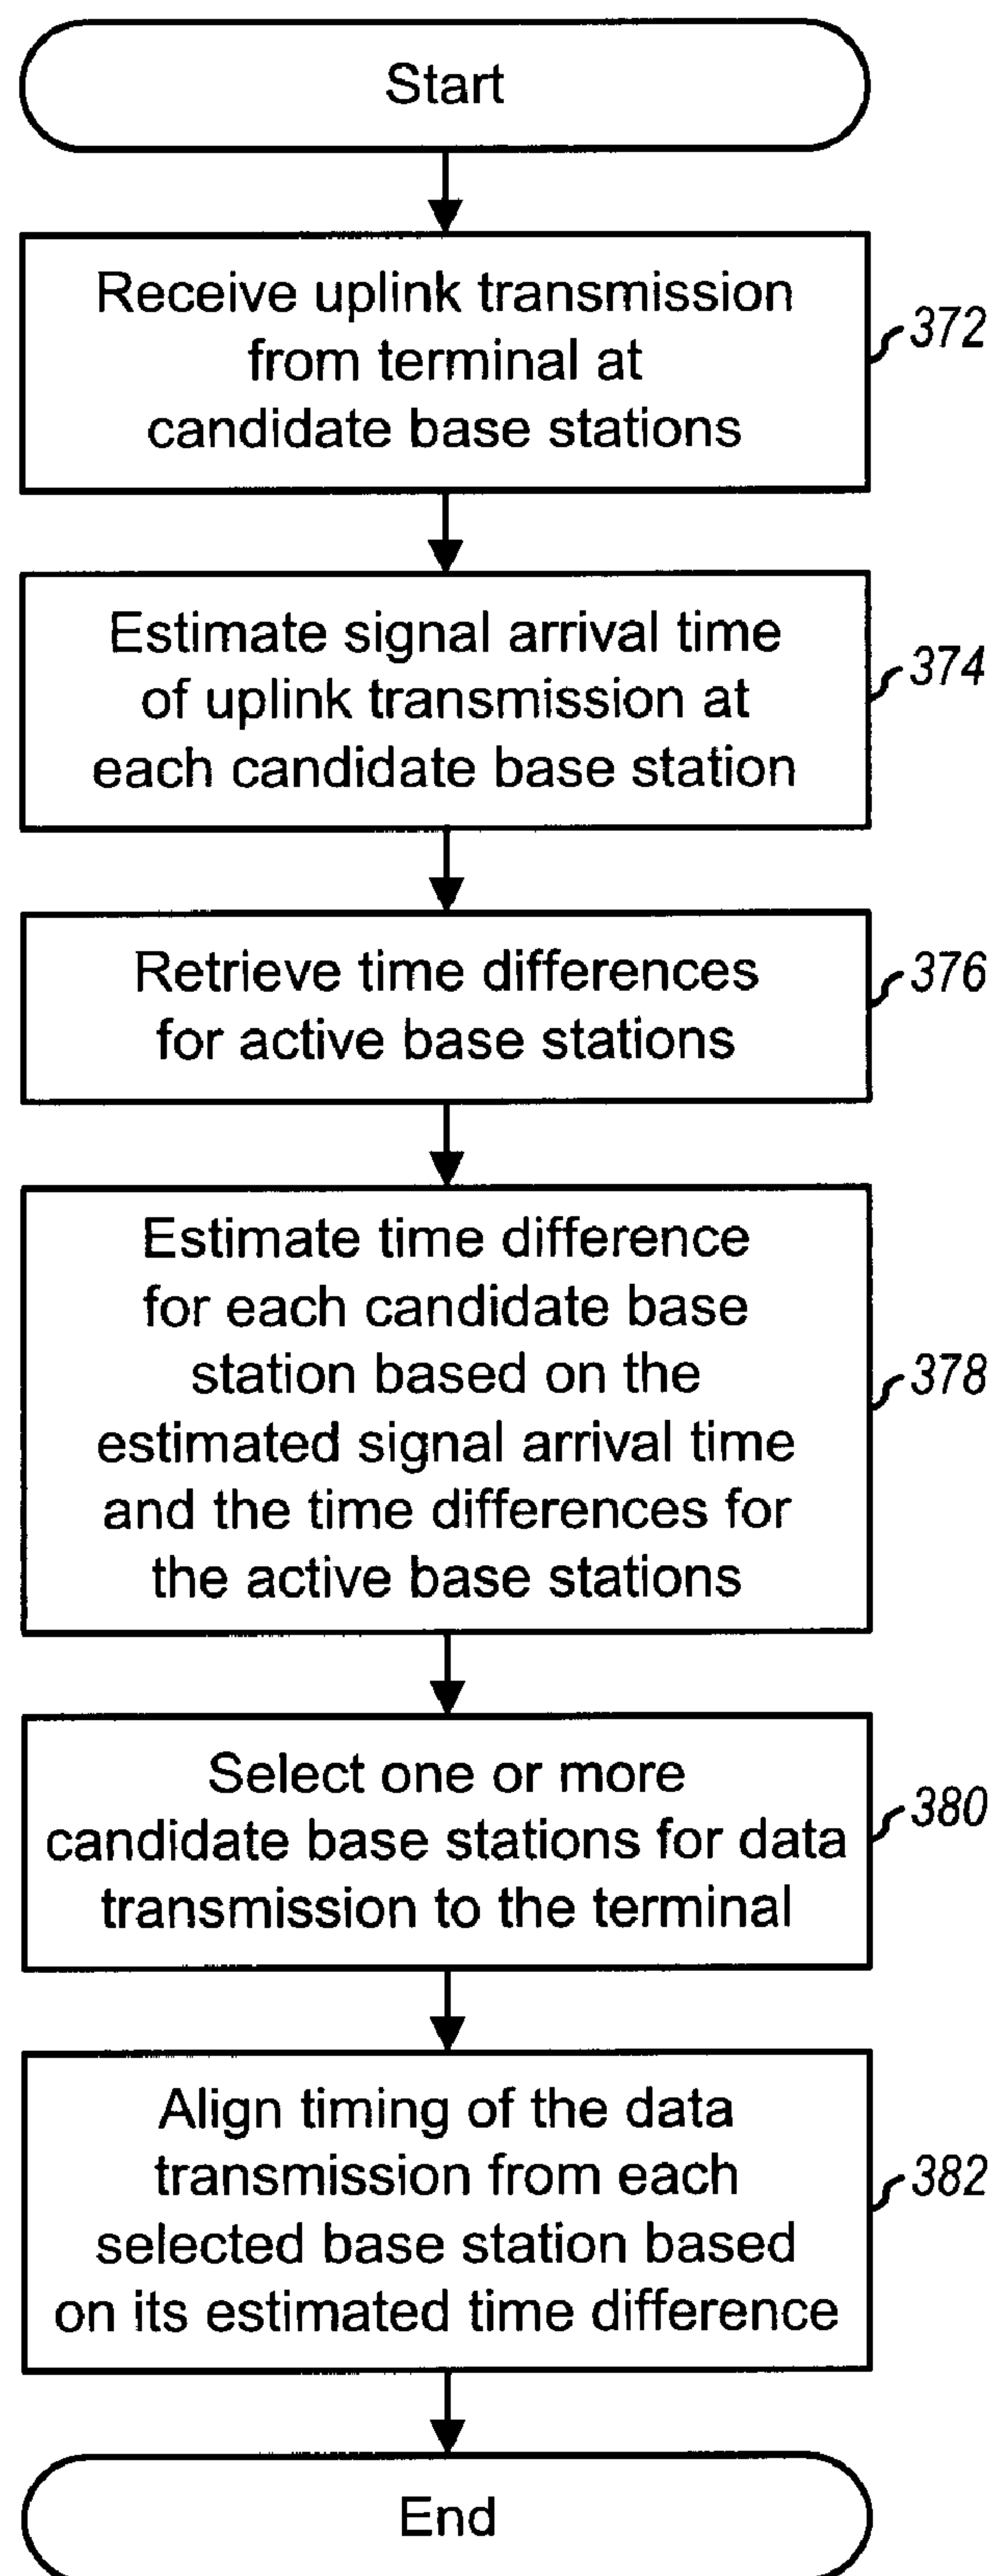 Start
Receive uplink transmission
from terminal at
candidate base stations
372
Estimate signal arrival time
of uplink transmission at
each candidate base station
374
Retrieve time differences
for active base stations
376
Estimate time difference
for each candidate base
station based on the
estimated signal arrival time
and the time differences for
the active base stations
378
Select one or more
candidate base stations for data
transmission to the terminal
380
Align timing of the data
transmission from each
selected base station based
on its estimated time difference
382
End